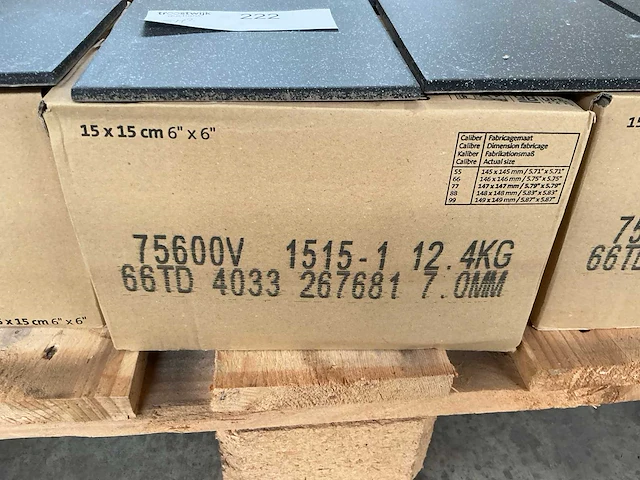 222
15 x 15 cm 6" x 6"
Caliber Fabricagemaat
Calibre Dimension fabrication
Kaliber Fabrikationsmaß
Calibre Actual size
55 145 x 145 mm / 5.71" x 5.71"
66 146 x 146 mm / 5.75" x 5.75"
77 147 x 147 mm / 5.79" x 5.79"
88 148 x 148 mm / 5.83" x 5.83"
99 149 x 149 mm / 5.87" x 5.87"
75600V 1515-1 12.4KG
66TD 4033 267681 7.0MM
x 15 cm 6" x 6"
15
75
66T